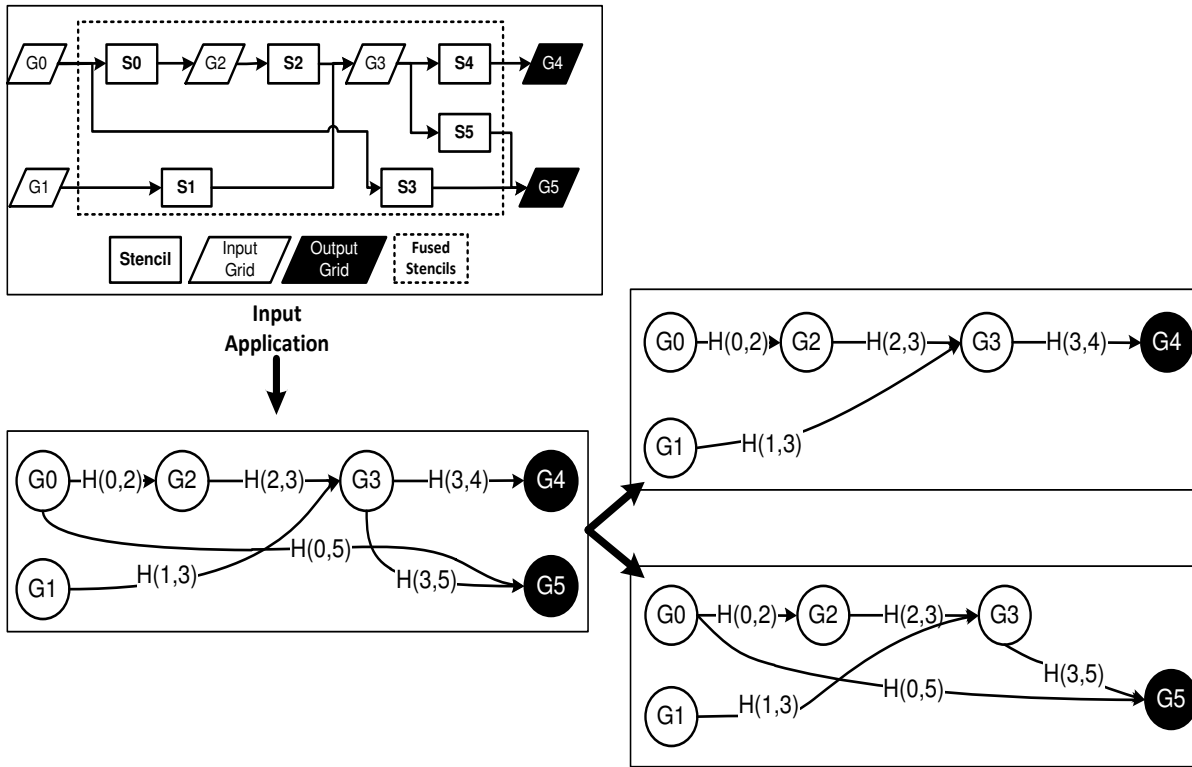 G0
S0
G2
S2
G3
S4
G4
S5
G1
S1
S3
G5
Stencil
Input
Grid
Output
Grid
Fused
Stencils
Input
Application
G0
H(0,2)
G2
H(2,3)
G3
H(3,4)
G4
H(0,5)
G1
H(1,3)
H(3,5)
G5
G0
H(0,2)
G2
H(2,3)
G3
H(3,4)
G4
G1
H(1,3)
G0
H(0,2)
G2
H(2,3)
G3
H(3,5)
H(0,5)
G5
G1
H(1,3)